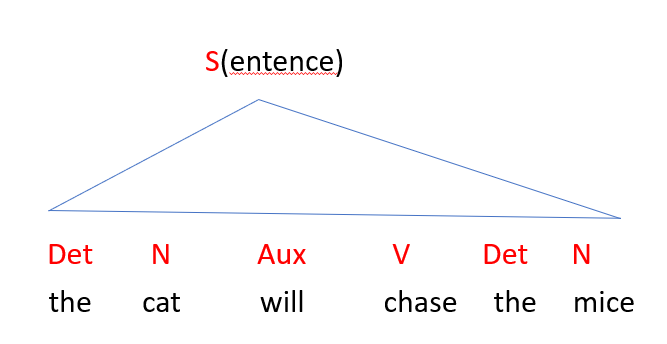 S(entence)
Det N Aux V Det N
the cat will chase the mice